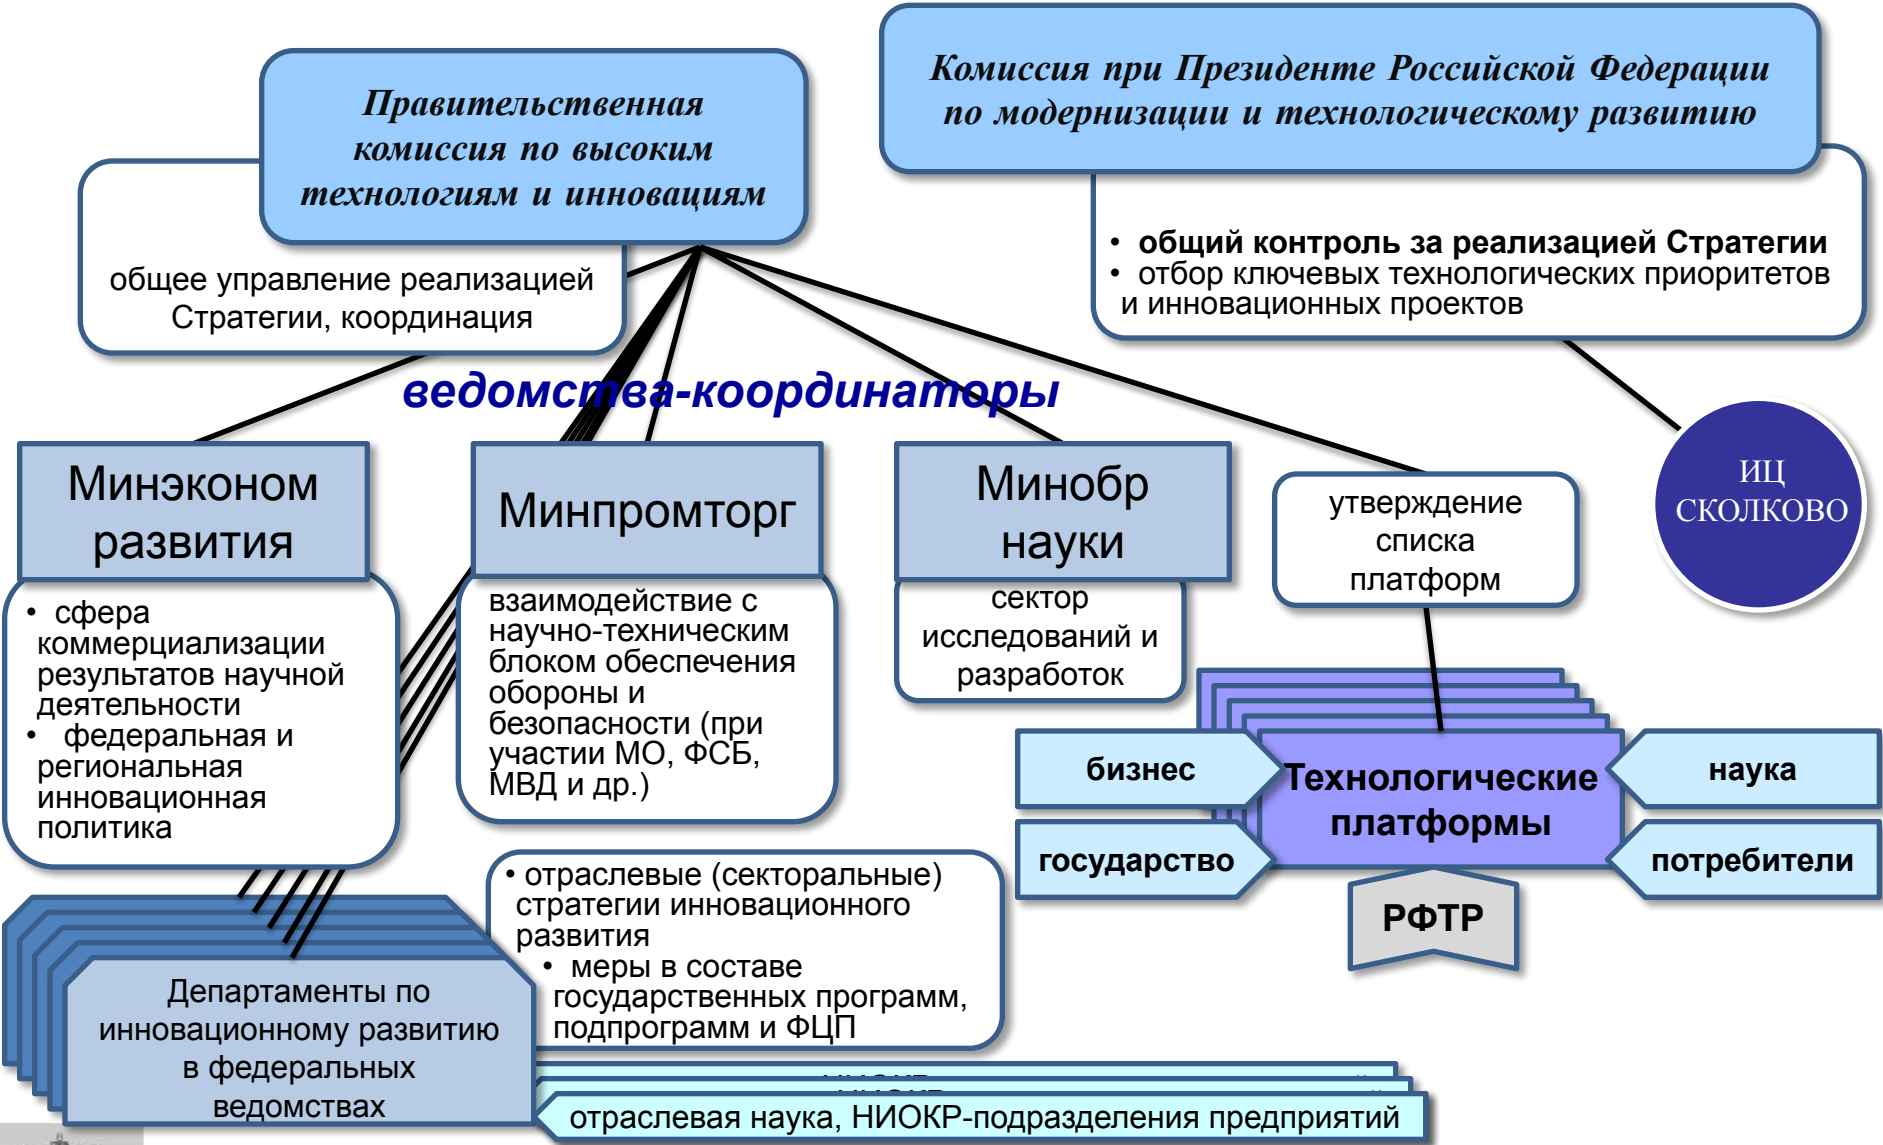 Комиссия при Президенте Российской Федерации
по модернизации и технологическому развитию
Правительственная
комиссия по высоким
технологиям и инновациям
• общий контроль за реализацией Стратегии
• отбор ключевых технологических приоритетов
и инновационных проектов
общее управление реализацией
Стратегии, координация
ведомства-координаторы
Минэконом
развития
Минпромторг
Минобр
науки
утверждение
списка
платформ
ИЦ
СКОЛКОВО
• сфера
коммерциализации
результатов научной
деятельности
• федеральная и
региональная
инновационная
политика
взаимодействие с
научно-техническим
блоком обеспечения
обороны и
безопасности (при
участии МО, ФСБ,
МВД и др.)
сектор
исследований и
разработок
бизнес
государство
Технологические
платформы
наука
потребители
РФТР
• отраслевые (секторальные)
стратегии инновационного
развития
• меры в составе
государственных программ,
подпрограмм и ФЦП
Департаменты по
инновационному развитию
в федеральных
ведомствах
отраслевая наука, НИОКР-подразделения предприятий